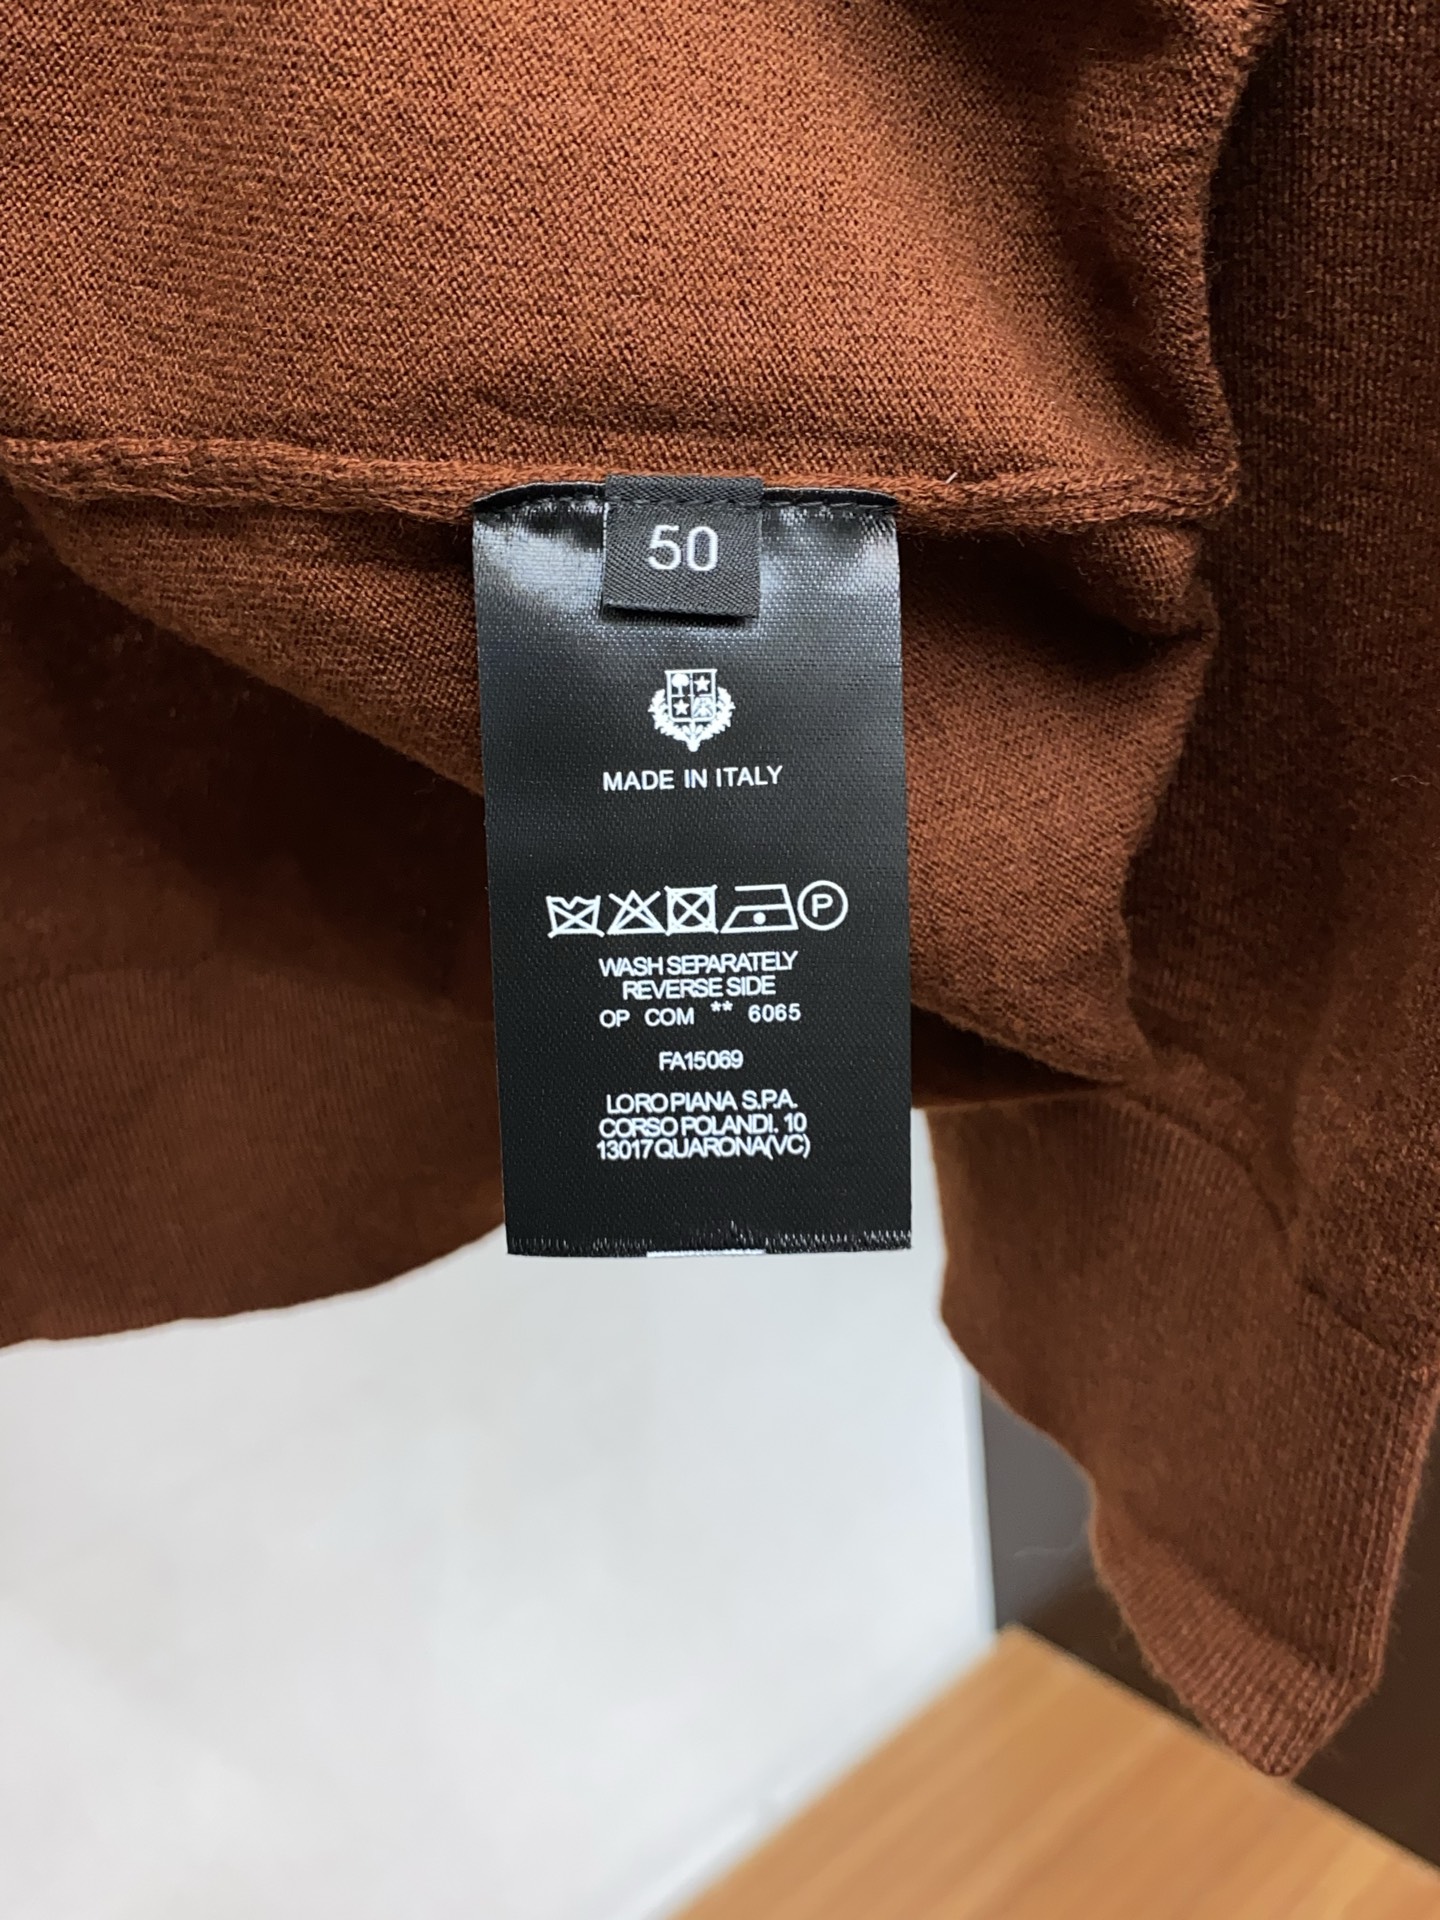 50
MADE IN ITALY
P
WASH SEPARATELY
REVERSE SIDE
OP COM ** 6065
FA15069
LORO PIANA S.P.A.
CORSO POLANDI. 10
13017 QUARONA(VC)